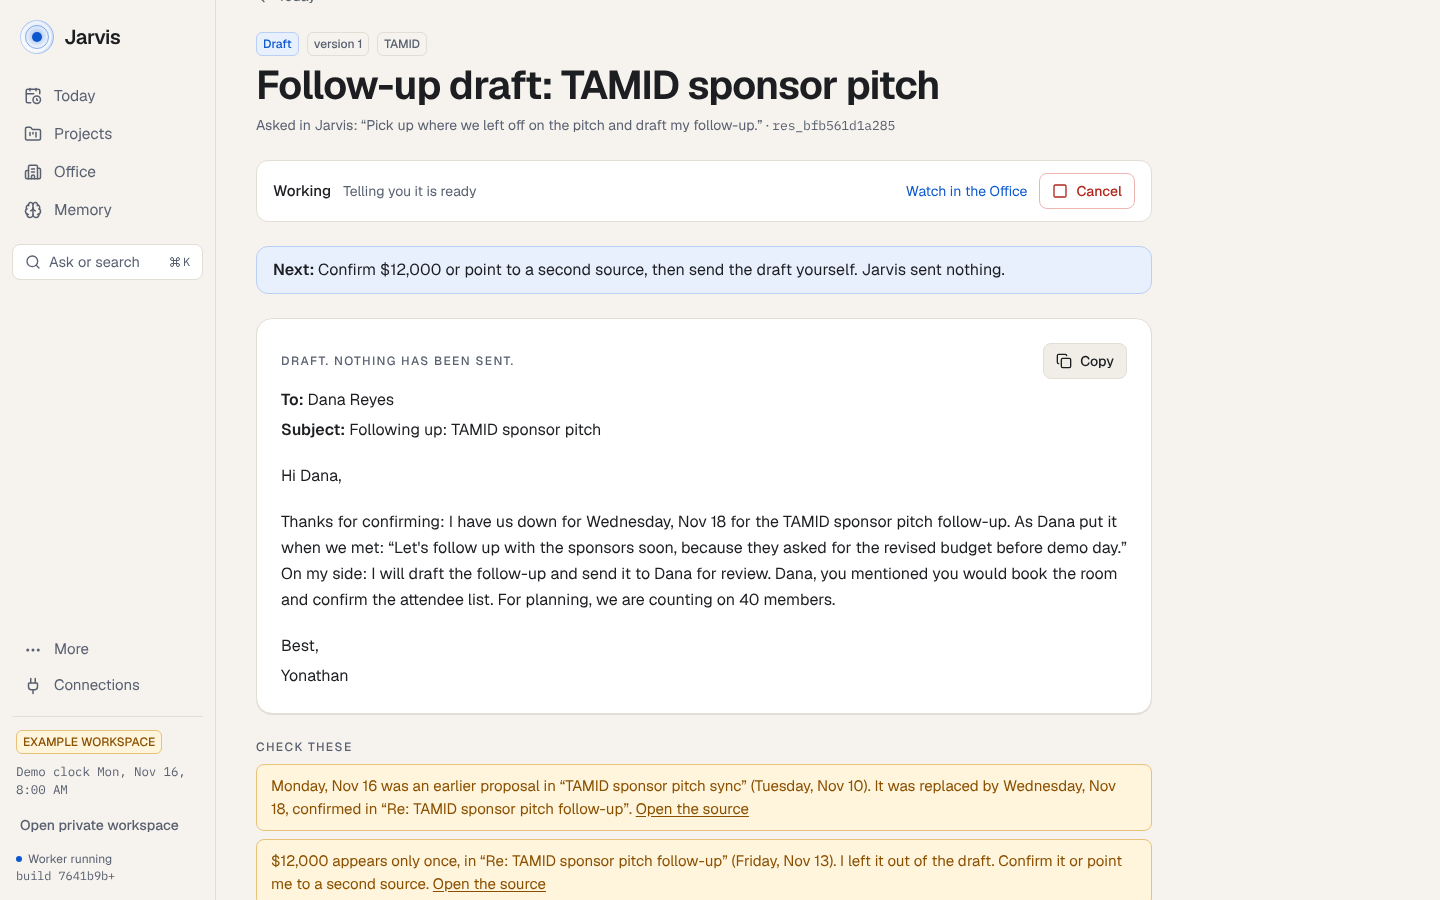 Jarvis
Today
Projects
Office
Memory
Ask or search ⌘K
More
Connections
EXAMPLE WORKSPACE
Demo clock Mon, Nov 16,
8:00 AM
Open private workspace
Worker running
build 7641b9b+
Draft version 1 TAMID
Follow-up draft: TAMID sponsor pitch
Asked in Jarvis: “Pick up where we left off on the pitch and draft my follow-up.” · res_bfb561d1a285
Working Telling you it is ready Watch in the Office Cancel
Next: Confirm $12,000 or point to a second source, then send the draft yourself. Jarvis sent nothing.
DRAFT. NOTHING HAS BEEN SENT. Copy
To: Dana Reyes
Subject: Following up: TAMID sponsor pitch
Hi Dana,
Thanks for confirming: I have us down for Wednesday, Nov 18 for the TAMID sponsor pitch follow-up. As Dana put it
when we met: “Let's follow up with the sponsors soon, because they asked for the revised budget before demo day.”
On my side: I will draft the follow-up and send it to Dana for review. Dana, you mentioned you would book the room
and confirm the attendee list. For planning, we are counting on 40 members.
Best,
Yonathan
CHECK THESE
Monday, Nov 16 was an earlier proposal in “TAMID sponsor pitch sync” (Tuesday, Nov 10). It was replaced by Wednesday, Nov
18, confirmed in “Re: TAMID sponsor pitch follow-up”. Open the source
$12,000 appears only once, in “Re: TAMID sponsor pitch follow-up” (Friday, Nov 13). I left it out of the draft. Confirm it or point
me to a second source. Open the source